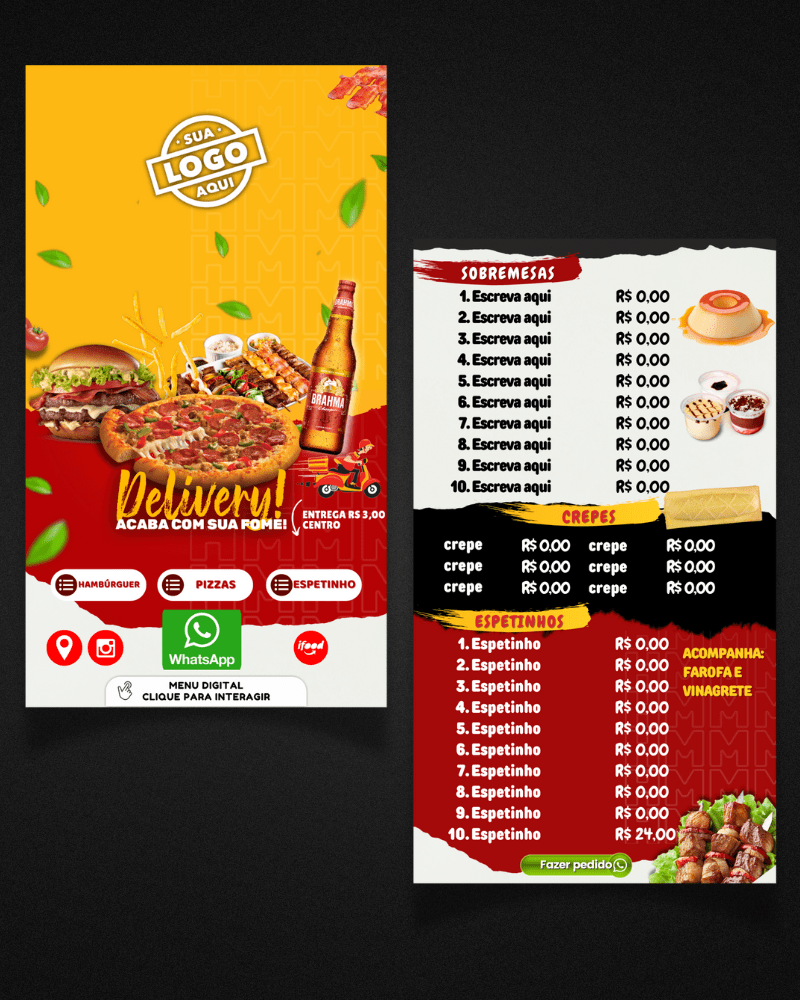 · SUA ·
LOGO
AQUI
BRAHMA
BRAHMA
Delivery!
ACABA COM SUA FOME!
ENTREGA RS 3,00
CENTRO
HAMBÚRGUER
PIZZAS
ESPETINHO
WhatsApp
ifood
MENU DIGITAL
CLIQUE PARA INTERAGIR
SOBREMESAS
1. Escreva aqui R$ 0,00
2. Escreva aqui R$ 0,00
3. Escreva aqui R$ 0,00
4. Escreva aqui R$ 0,00
5. Escreva aqui R$ 0,00
6. Escreva aqui R$ 0,00
7. Escreva aqui R$ 0,00
8. Escreva aqui R$ 0,00
9. Escreva aqui R$ 0,00
10. Escreva aqui R$ 0,00
CREPES
crepe R$ 0,00 crepe R$ 0,00
crepe R$ 0,00 crepe R$ 0,00
crepe R$ 0,00 crepe R$ 0,00
ESPETINHOS
1. Espetinho R$ 0,00
2. Espetinho R$ 0,00
3. Espetinho R$ 0,00
4. Espetinho R$ 0,00
5. Espetinho R$ 0,00
6. Espetinho R$ 0,00
7. Espetinho R$ 0,00
8. Espetinho R$ 0,00
9. Espetinho R$ 0,00
10. Espetinho R$ 24,00
ACOMPANHA:
FAROFA E
VINAGRETE
Fazer pedido